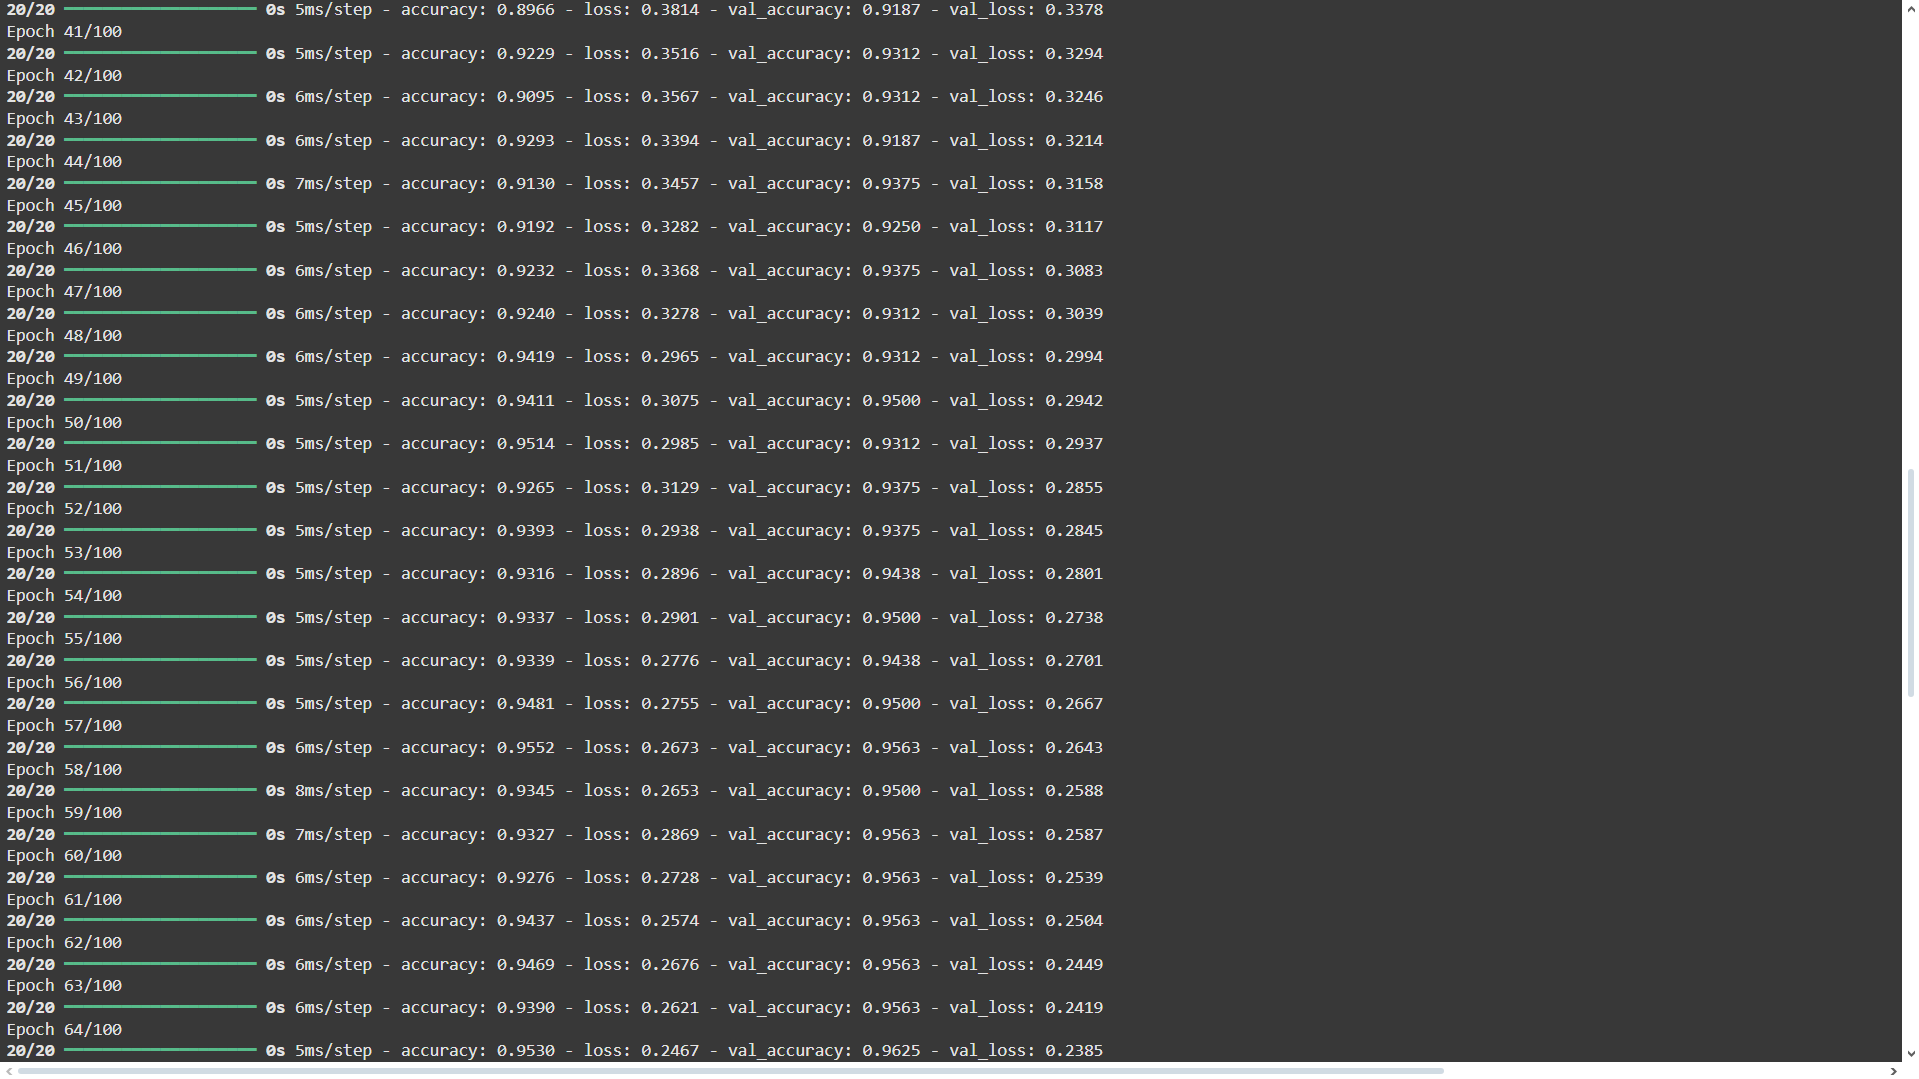 20/20 0s 5ms/step - accuracy: 0.8966 - loss: 0.3814 - val_accuracy: 0.9187 - val_loss: 0.3378
Epoch 41/100
20/20 0s 5ms/step - accuracy: 0.9229 - loss: 0.3516 - val_accuracy: 0.9312 - val_loss: 0.3294
Epoch 42/100
20/20 0s 6ms/step - accuracy: 0.9095 - loss: 0.3567 - val_accuracy: 0.9312 - val_loss: 0.3246
Epoch 43/100
20/20 0s 6ms/step - accuracy: 0.9293 - loss: 0.3394 - val_accuracy: 0.9187 - val_loss: 0.3214
Epoch 44/100
20/20 0s 7ms/step - accuracy: 0.9130 - loss: 0.3457 - val_accuracy: 0.9375 - val_loss: 0.3158
Epoch 45/100
20/20 0s 5ms/step - accuracy: 0.9192 - loss: 0.3282 - val_accuracy: 0.9250 - val_loss: 0.3117
Epoch 46/100
20/20 0s 6ms/step - accuracy: 0.9232 - loss: 0.3368 - val_accuracy: 0.9375 - val_loss: 0.3083
Epoch 47/100
20/20 0s 6ms/step - accuracy: 0.9240 - loss: 0.3278 - val_accuracy: 0.9312 - val_loss: 0.3039
Epoch 48/100
20/20 0s 6ms/step - accuracy: 0.9419 - loss: 0.2965 - val_accuracy: 0.9312 - val_loss: 0.2994
Epoch 49/100
20/20 0s 5ms/step - accuracy: 0.9411 - loss: 0.3075 - val_accuracy: 0.9500 - val_loss: 0.2942
Epoch 50/100
20/20 0s 5ms/step - accuracy: 0.9514 - loss: 0.2985 - val_accuracy: 0.9312 - val_loss: 0.2937
Epoch 51/100
20/20 0s 5ms/step - accuracy: 0.9265 - loss: 0.3129 - val_accuracy: 0.9375 - val_loss: 0.2855
Epoch 52/100
20/20 0s 5ms/step - accuracy: 0.9393 - loss: 0.2938 - val_accuracy: 0.9375 - val_loss: 0.2845
Epoch 53/100
20/20 0s 5ms/step - accuracy: 0.9316 - loss: 0.2896 - val_accuracy: 0.9438 - val_loss: 0.2801
Epoch 54/100
20/20 0s 5ms/step - accuracy: 0.9337 - loss: 0.2901 - val_accuracy: 0.9500 - val_loss: 0.2738
Epoch 55/100
20/20 0s 5ms/step - accuracy: 0.9339 - loss: 0.2776 - val_accuracy: 0.9438 - val_loss: 0.2701
Epoch 56/100
20/20 0s 5ms/step - accuracy: 0.9481 - loss: 0.2755 - val_accuracy: 0.9500 - val_loss: 0.2667
Epoch 57/100
20/20 0s 6ms/step - accuracy: 0.9552 - loss: 0.2673 - val_accuracy: 0.9563 - val_loss: 0.2643
Epoch 58/100
20/20 0s 8ms/step - accuracy: 0.9345 - loss: 0.2653 - val_accuracy: 0.9500 - val_loss: 0.2588
Epoch 59/100
20/20 0s 7ms/step - accuracy: 0.9327 - loss: 0.2869 - val_accuracy: 0.9563 - val_loss: 0.2587
Epoch 60/100
20/20 0s 6ms/step - accuracy: 0.9276 - loss: 0.2728 - val_accuracy: 0.9563 - val_loss: 0.2539
Epoch 61/100
20/20 0s 6ms/step - accuracy: 0.9437 - loss: 0.2574 - val_accuracy: 0.9563 - val_loss: 0.2504
Epoch 62/100
20/20 0s 6ms/step - accuracy: 0.9469 - loss: 0.2676 - val_accuracy: 0.9563 - val_loss: 0.2449
Epoch 63/100
20/20 0s 6ms/step - accuracy: 0.9390 - loss: 0.2621 - val_accuracy: 0.9563 - val_loss: 0.2419
Epoch 64/100
20/20 0s 5ms/step - accuracy: 0.9530 - loss: 0.2467 - val_accuracy: 0.9625 - val_loss: 0.2385